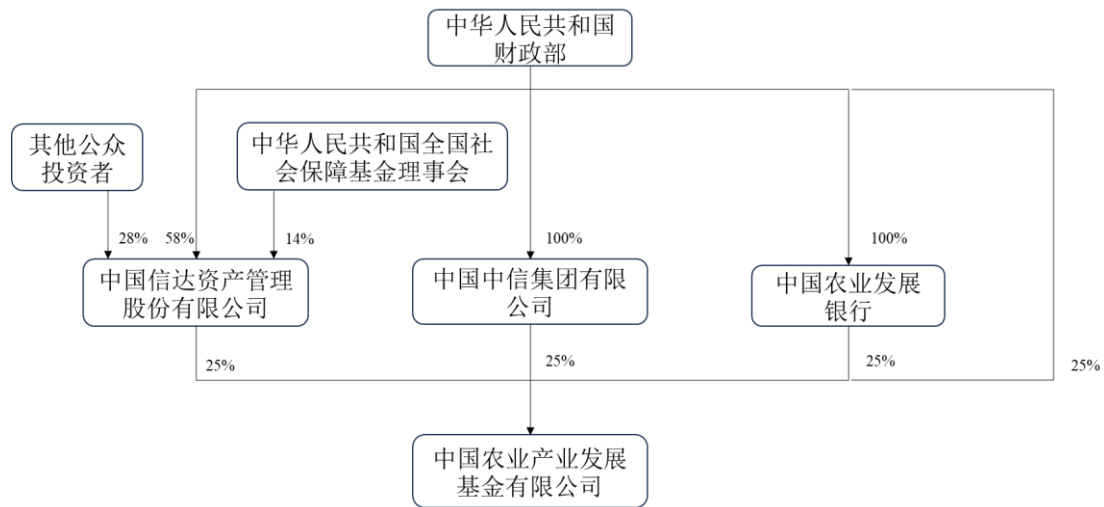 中华人民共和国
财政部
其他公众
投资者
中华人民共和国全国社
会保障基金理事会
28%
58%
14%
100%
100%
中国信达资产管理
股份有限公司
中国中信集团有限
公司
中国农业发展
银行
25%
25%
25%
25%
中国农业产业发展
基金有限公司